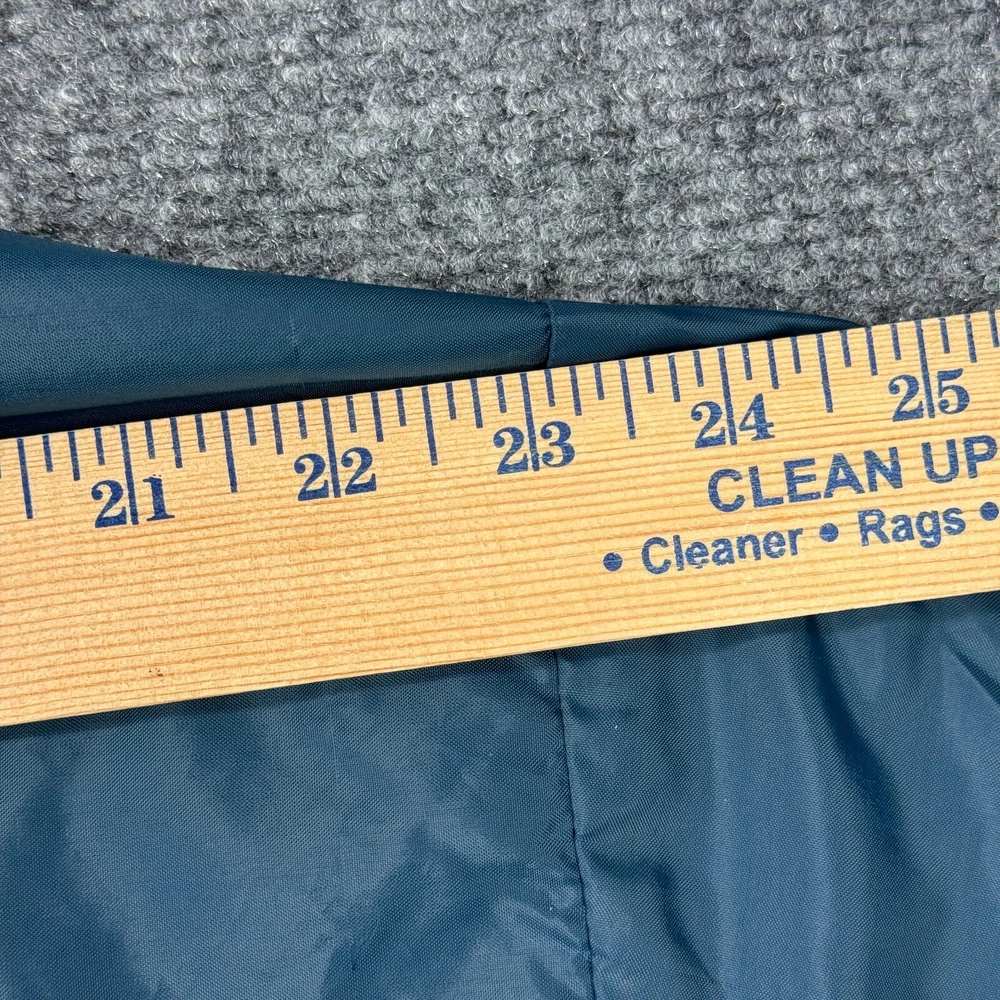 21 22 23 24 25
CLEAN UP
• Cleaner • Rags •